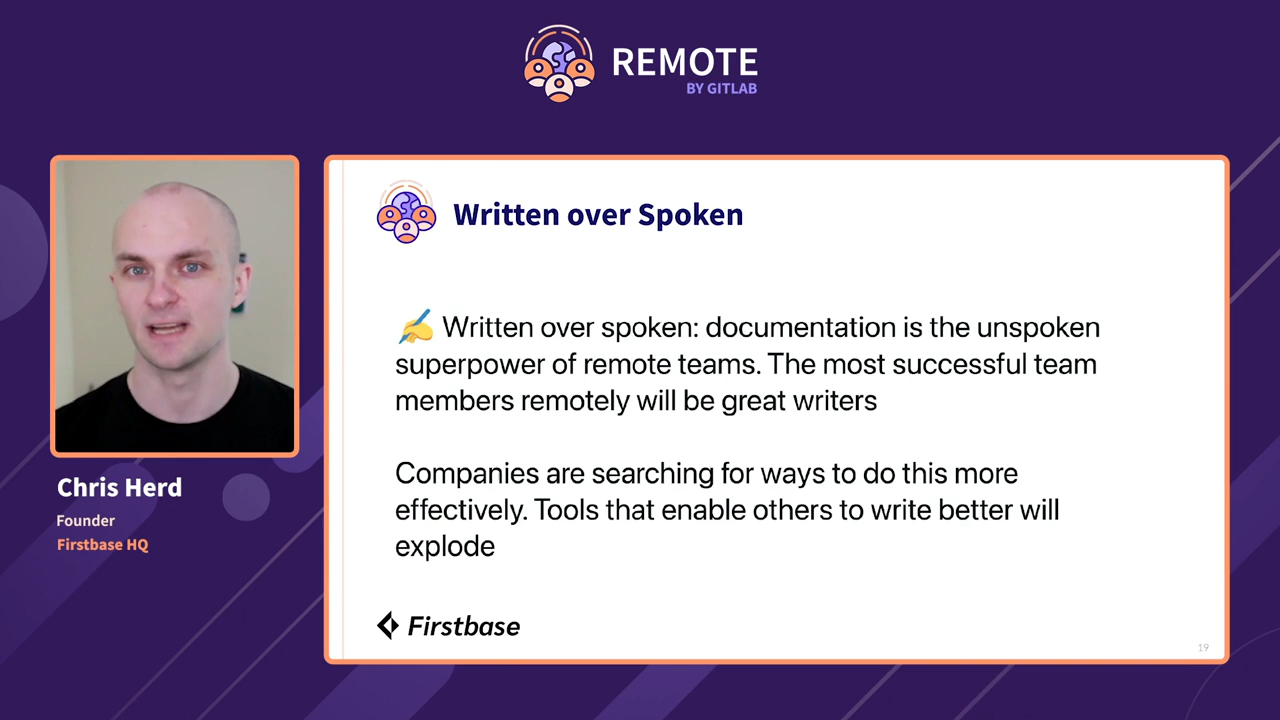 REMOTE
BY GITLAB
Chris Herd
Founder
Firstbase HQ
Written over Spoken
✍️ Written over spoken: documentation is the unspoken
superpower of remote teams. The most successful team
members remotely will be great writers
Companies are searching for ways to do this more
effectively. Tools that enable others to write better will
explode
Firstbase
19